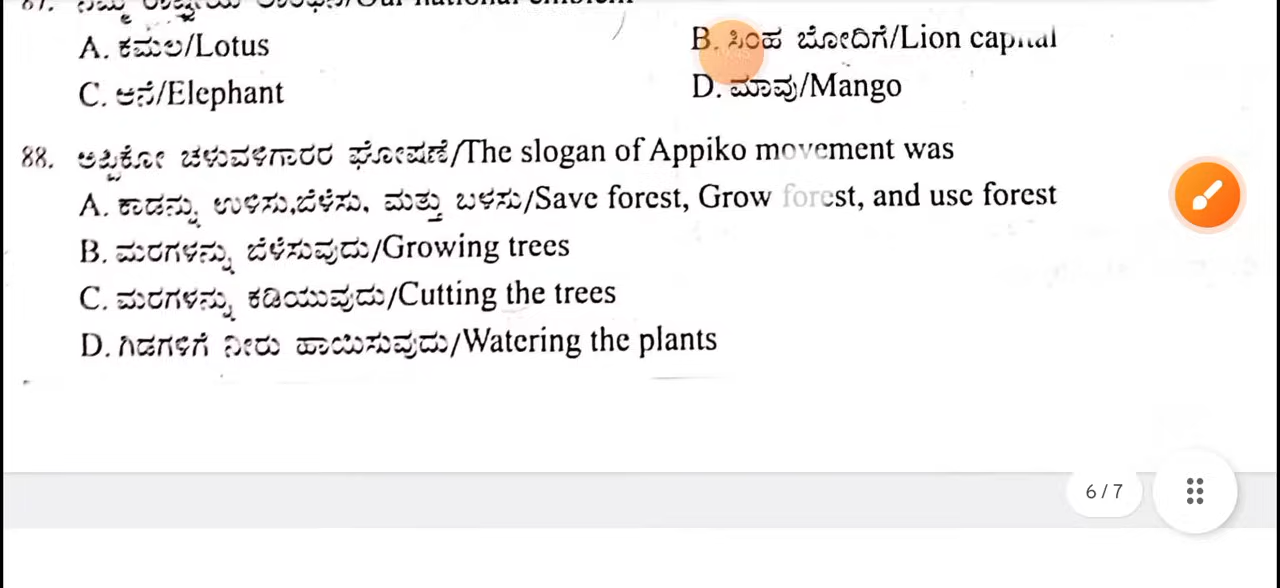 A. ಕಮಲ/Lotus B. ಸಿಂಹ ಬೋದಿಗೆ/Lion capital
C. ಆನೆ/Elephant D. ಮಾವು/Mango
88. ಅಪ್ಪಿಕೋ ಚಳುವಳಿಗಾರರ ಘೋಷಣೆ/The slogan of Appiko movement was
A. ಕಾಡನ್ನು ಉಳಿಸು,ಬೆಳೆಸು, ಮತ್ತು ಬಳಸು/Save forest, Grow forest, and use forest
B. ಮರಗಳನ್ನು ಬೆಳೆಸುವುದು/Growing trees
C. ಮರಗಳನ್ನು ಕಡಿಯುವುದು/Cutting the trees
D. ಗಿಡಗಳಿಗೆ ನೀರು ಹಾಯಿಸುವುದು/Watering the plants
6/7